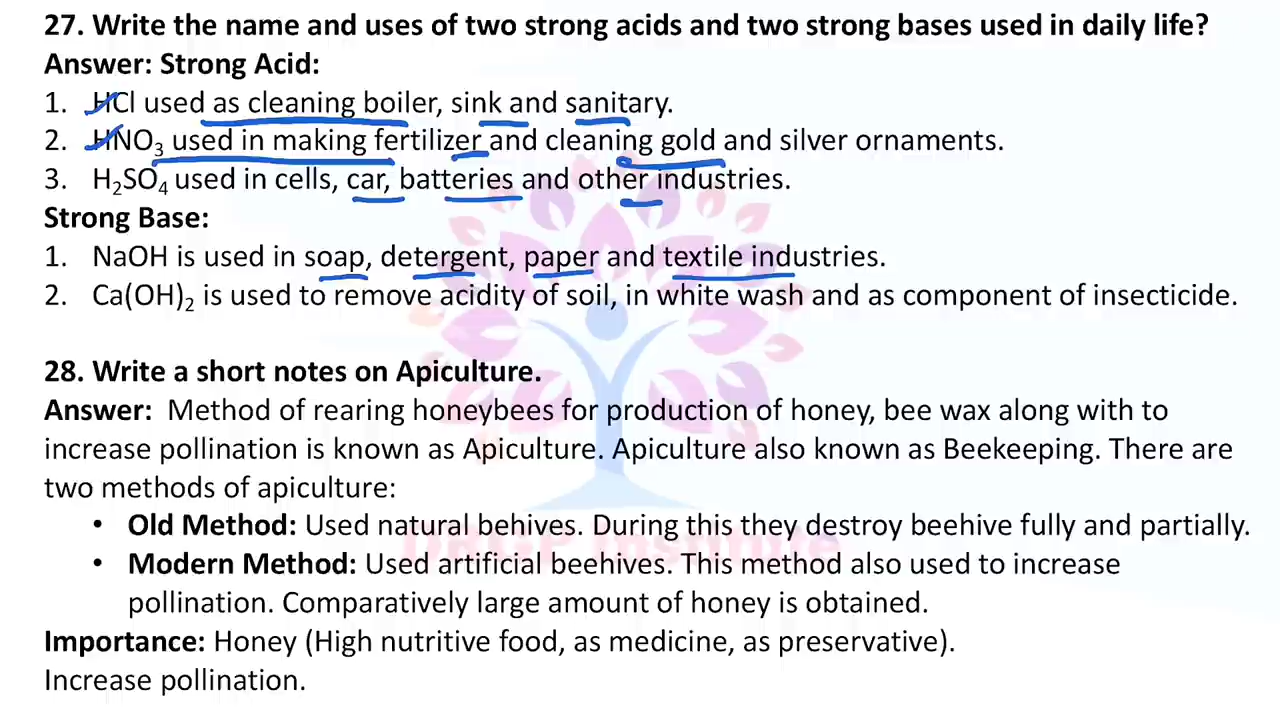 27. Write the name and uses of two strong acids and two strong bases used in daily life?
Answer: Strong Acid:
1. HCl used as cleaning boiler, sink and sanitary.
2. HNO₃ used in making fertilizer and cleaning gold and silver ornaments.
3. H₂SO₄ used in cells, car, batteries and other industries.
Strong Base:
1. NaOH is used in soap, detergent, paper and textile industries.
2. Ca(OH)₂ is used to remove acidity of soil, in white wash and as component of insecticide.
28. Write a short notes on Apiculture.
Answer: Method of rearing honeybees for production of honey, bee wax along with to
increase pollination is known as Apiculture. Apiculture also known as Beekeeping. There are
two methods of apiculture:
• Old Method: Used natural behives. During this they destroy beehive fully and partially.
• Modern Method: Used artificial beehives. This method also used to increase
pollination. Comparatively large amount of honey is obtained.
Importance: Honey (High nutritive food, as medicine, as preservative).
Increase pollination.